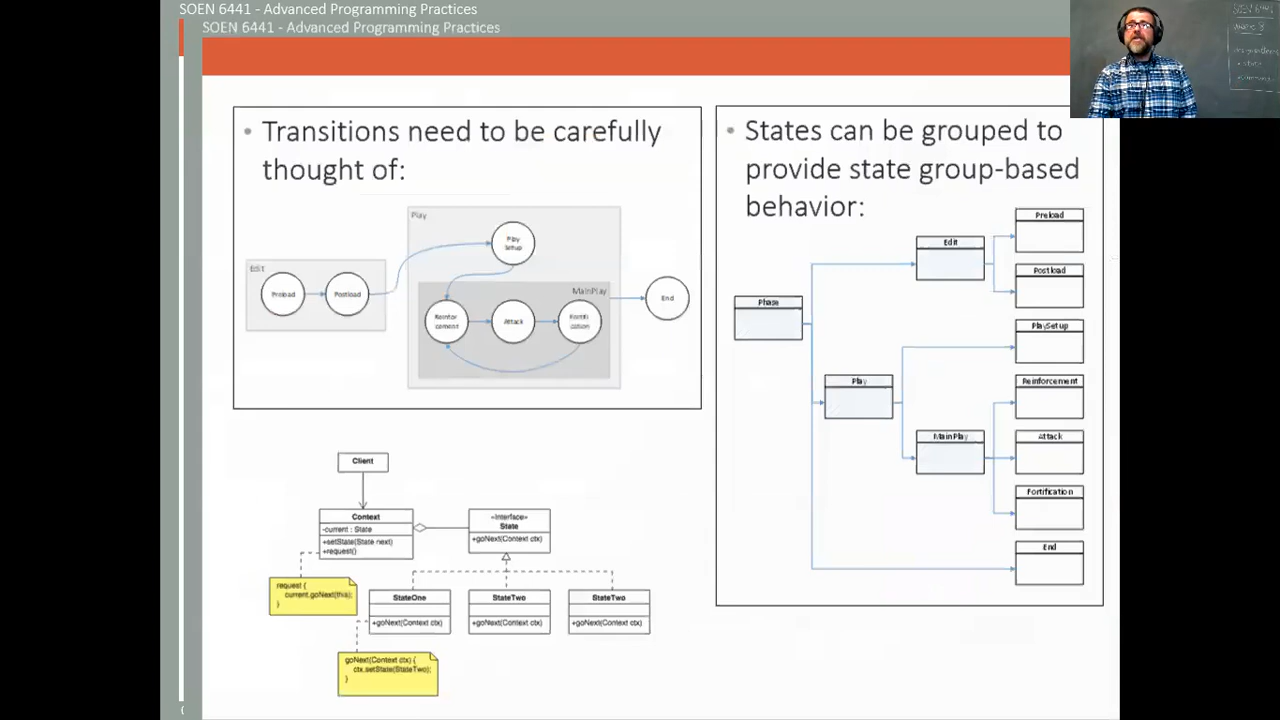 SOEN 6441 - Advanced Programming Practices
SOEN 6441 - Advanced Programming Practices
• Transitions need to be carefully
thought of:
Play
Play
Setup
Edit
Preload
Postload
MainPlay
Reinfor
cement
Attack
Fortifi
cation
End
• States can be grouped to
provide state group-based
behavior:
Preload
Edit
Postload
Phase
PlaySetup
Play
Reinforcement
MainPlay
Attack
Fortification
End
Client
Context
-current : State
+setState(State next)
+request()
«Interface»
State
+goNext(Context ctx)
request {
current.goNext(this);
}
StateOne
+goNext(Context ctx)
StateTwo
+goNext(Context ctx)
StateTwo
+goNext(Context ctx)
goNext(Context ctx) {
ctx.setState(StateTwo);
}